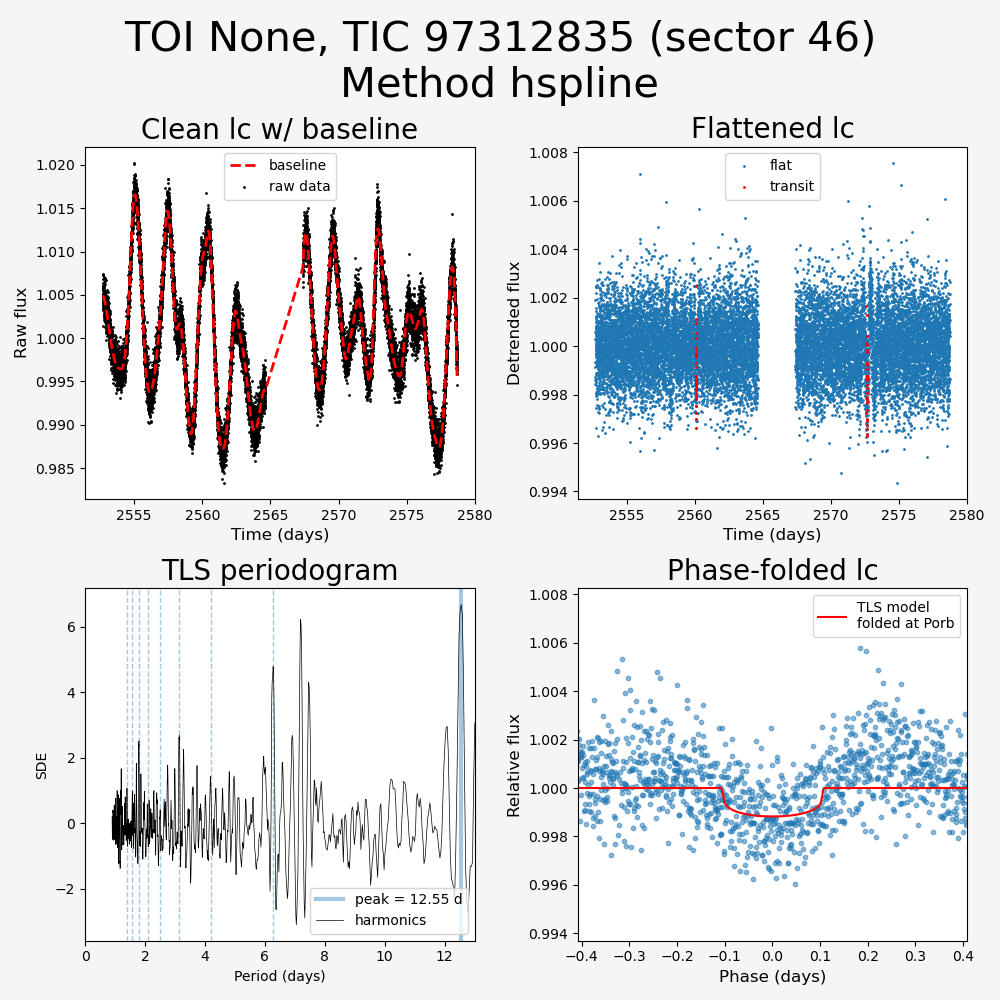 TOI None, TIC 97312835 (sector 46)
Method hspline
Clean lc w/ baseline
baseline
raw data
1.020
1.015
1.010
1.005
1.000
0.995
0.990
0.985
Raw flux
2555
2560
2565
2570
2575
2580
Time (days)
Flattened lc
flat
transit
1.008
1.006
1.004
1.002
1.000
0.998
0.996
0.994
Detrended flux
2555
2560
2565
2570
2575
2580
Time (days)
TLS periodogram
6
4
2
0
−2
SDE
peak = 12.55 d
harmonics
0
2
4
6
8
10
12
Period (days)
Phase-folded lc
TLS model
folded at Porb
1.008
1.006
1.004
1.002
1.000
0.998
0.996
0.994
Relative flux
−0.4
−0.3
−0.2
−0.1
0.0
0.1
0.2
0.3
0.4
Phase (days)